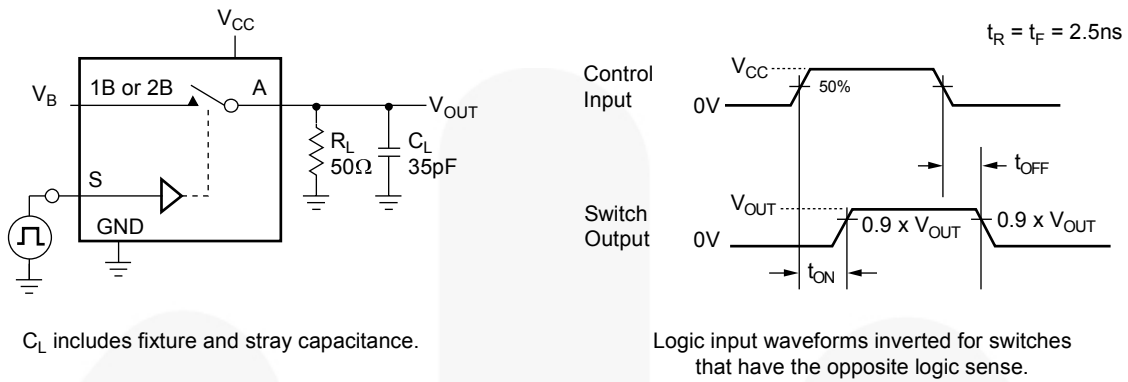 V_CC
V_B
1B or 2B
A
V_OUT
R_L
50Ω
C_L
35pF
S
GND
C_L includes fixture and stray capacitance.
t_R = t_F = 2.5ns
Control
Input
V_CC
50%
0V
t_OFF
Switch
Output
V_OUT
0.9 x V_OUT
0.9 x V_OUT
0V
t_ON
Logic input waveforms inverted for switches
that have the opposite logic sense.